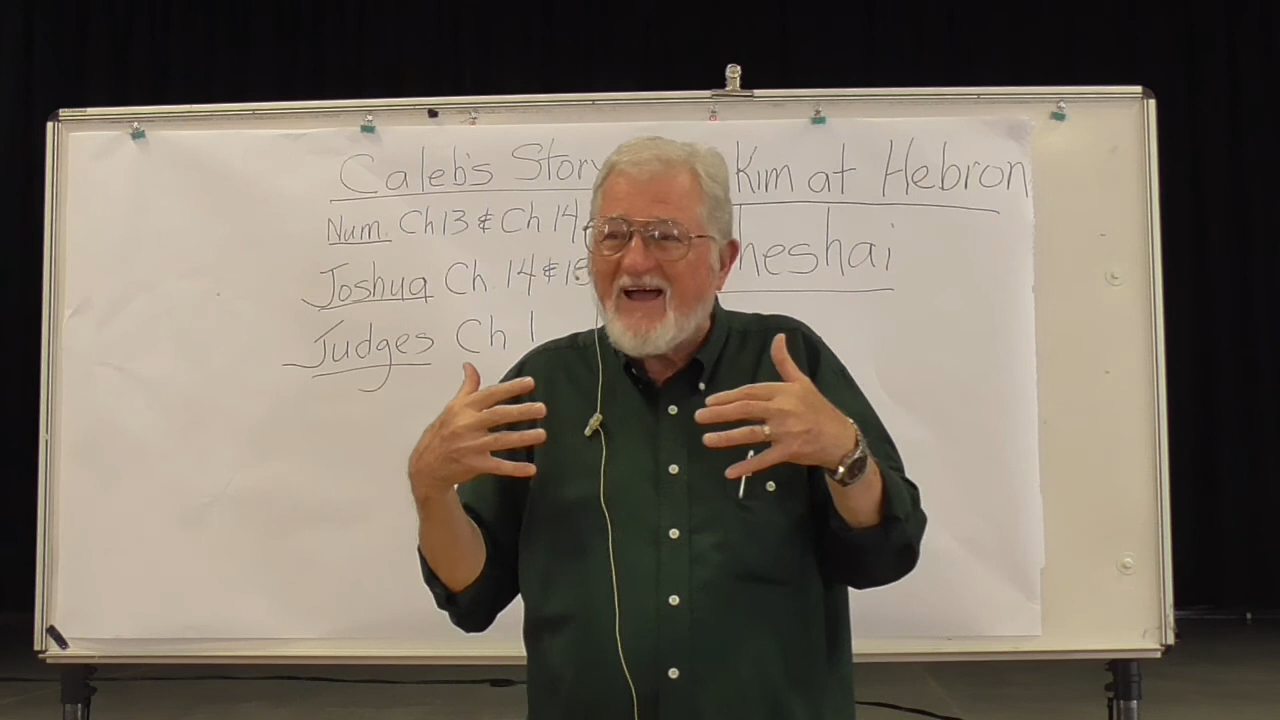 Caleb's Story
Num. Ch 13 & Ch 14
Joshua Ch 14 & 15
Judges Ch 1
Kim at Hebron
heshai